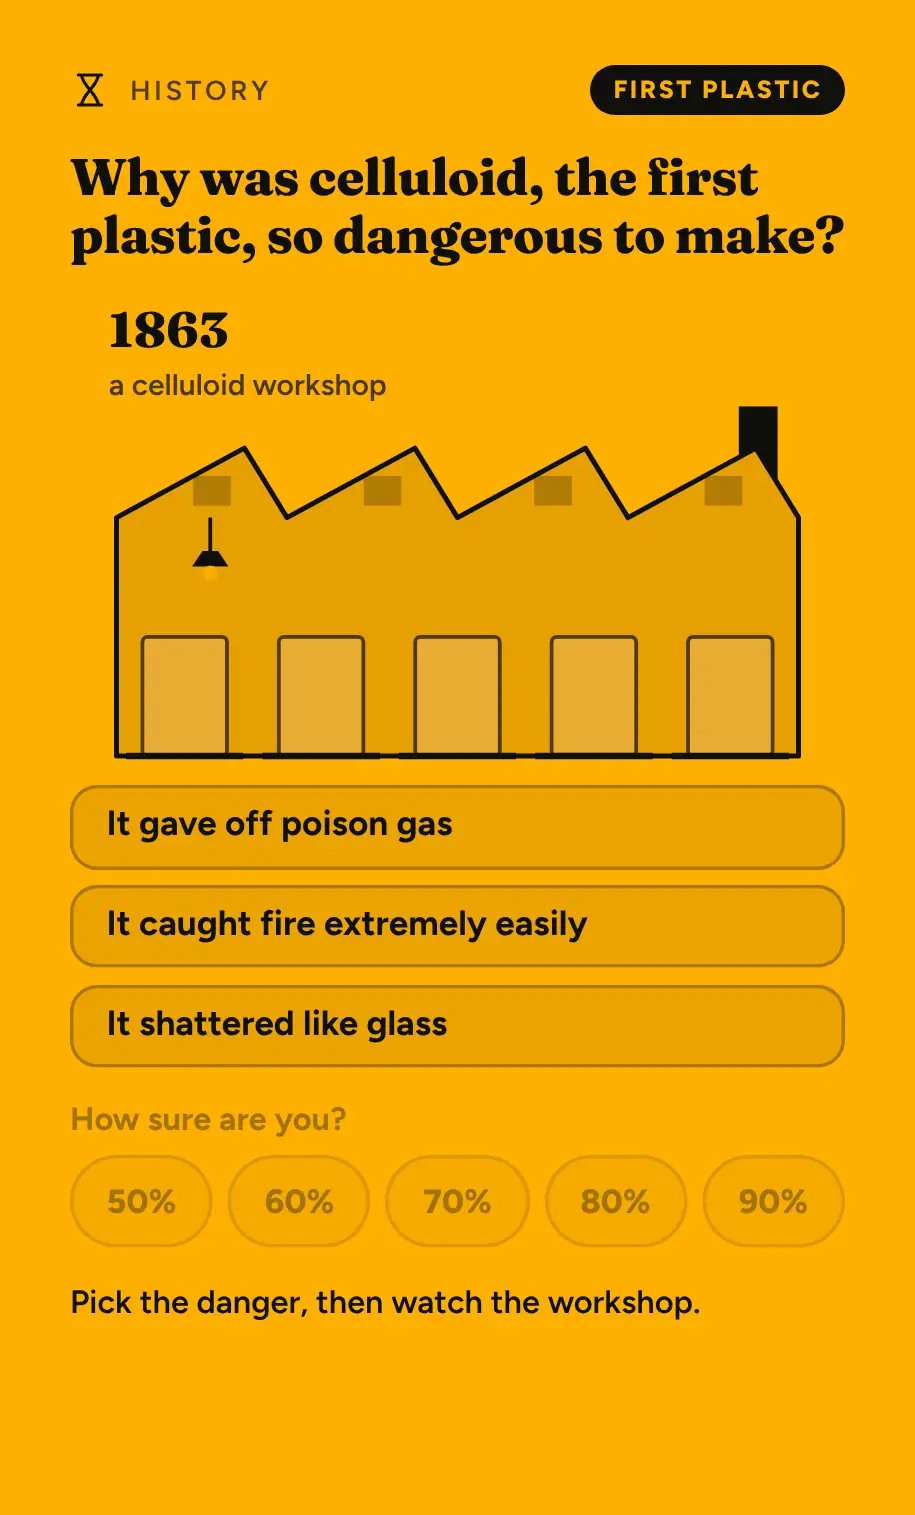 HISTORY
FIRST PLASTIC
Why was celluloid, the first
plastic, so dangerous to make?
1863
a celluloid workshop
It gave off poison gas
It caught fire extremely easily
It shattered like glass
How sure are you?
50%
60%
70%
80%
90%
Pick the danger, then watch the workshop.